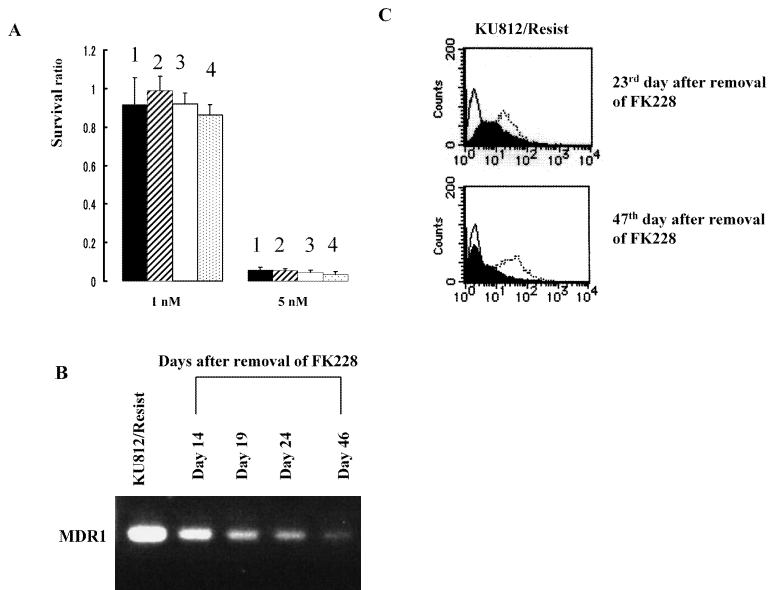 A
Survival ratio
1.2
1
0.8
0.6
0.4
0.2
0
1 2 3 4
1 2 3 4
1 nM
5 nM
B
Days after removal of FK228
KU812/Resist
Day 14
Day 19
Day 24
Day 46
MDR1
C
KU812/Resist
200
Counts
0
10⁰ 10¹ 10² 10³ 10⁴
23rd day after removal
of FK228
200
Counts
0
10⁰ 10¹ 10² 10³ 10⁴
47th day after removal
of FK228